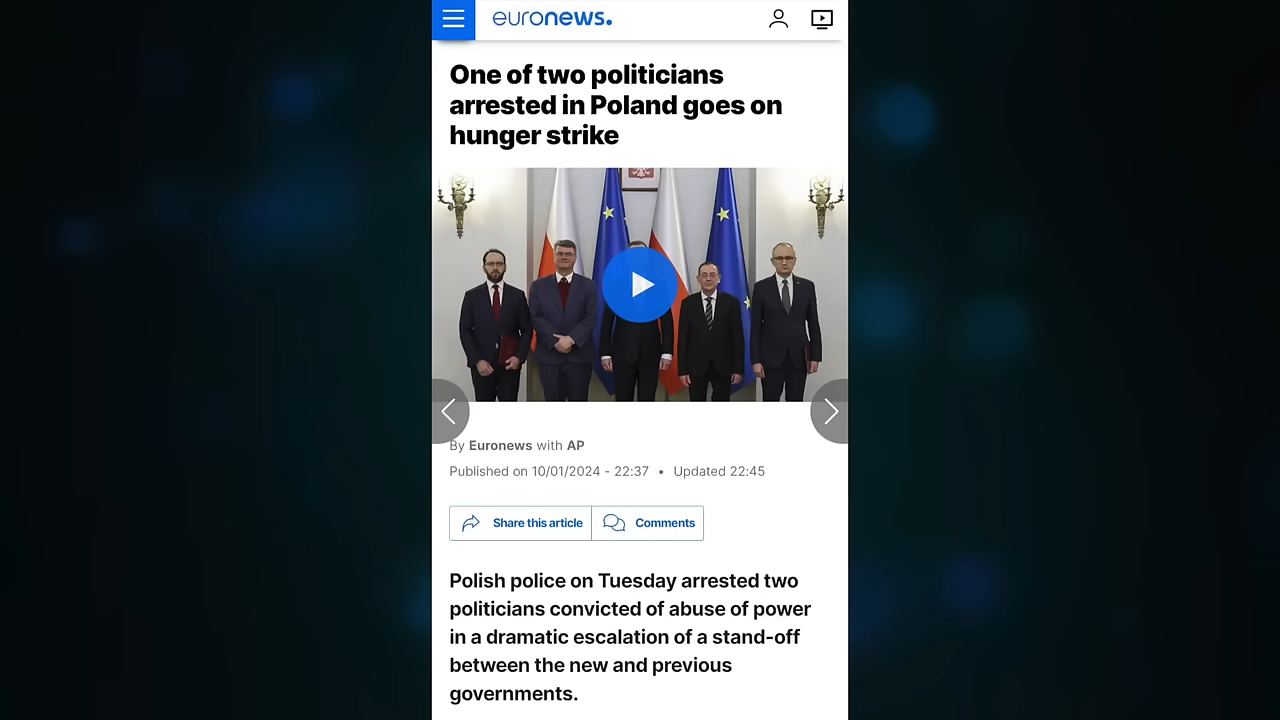 euronews.
One of two politicians
arrested in Poland goes on
hunger strike
By Euronews with AP
Published on 10/01/2024 - 22:37 • Updated 22:45
Share this article
Comments
Polish police on Tuesday arrested two
politicians convicted of abuse of power
in a dramatic escalation of a stand-off
between the new and previous
governments.